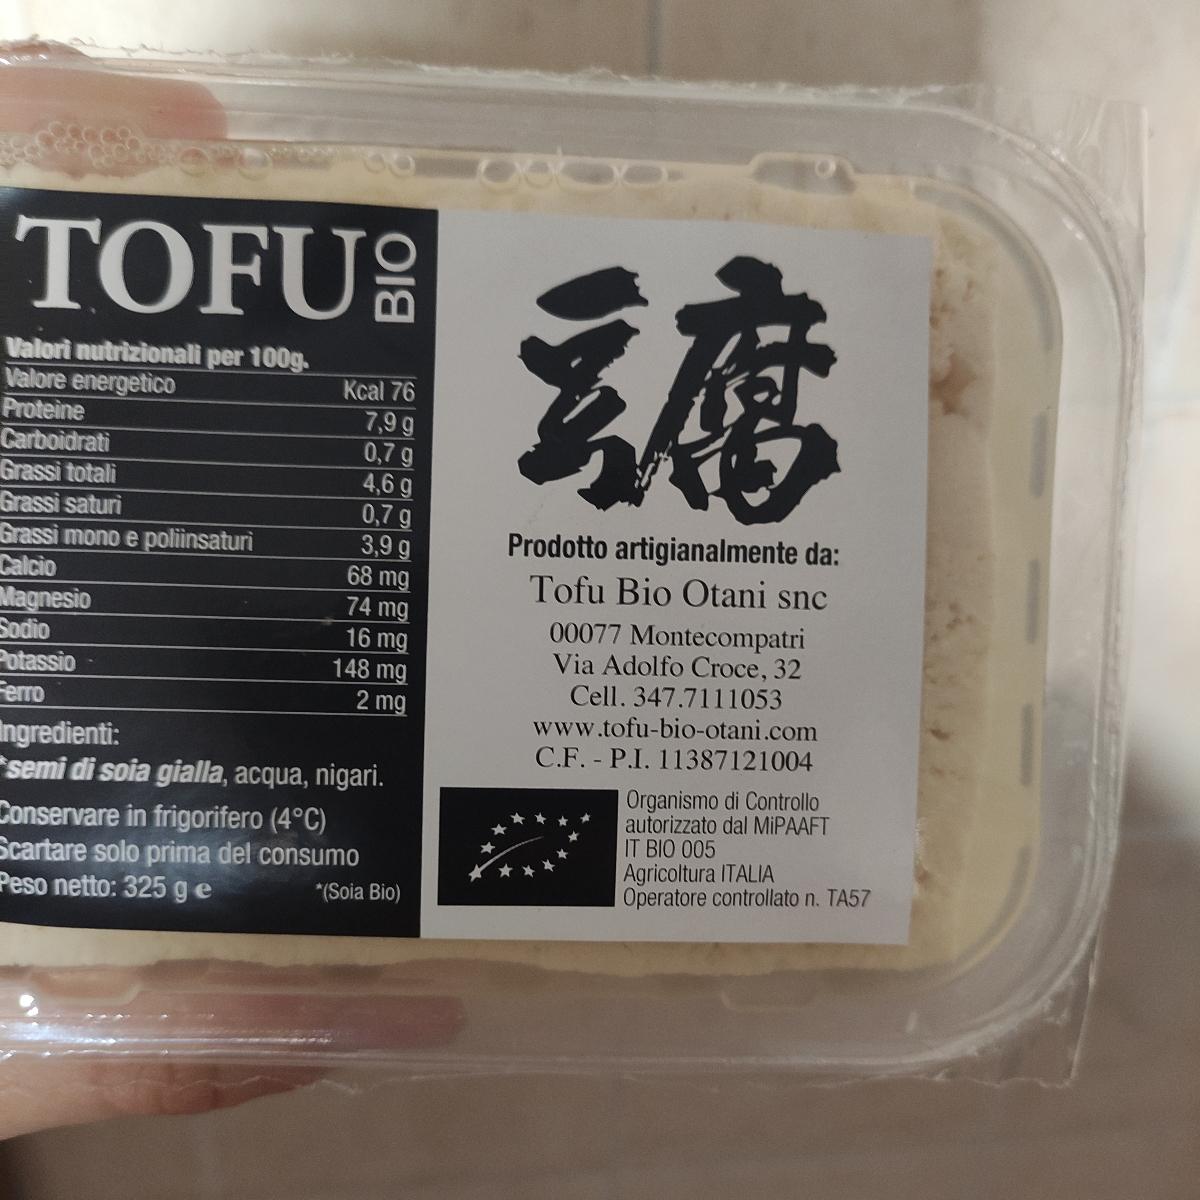 TOFU BIO
Valori nutrizionali per 100g.
Valore energetico Kcal 76
Proteine 7,9 g
Carboidrati 0,7 g
Grassi totali 4,6 g
Grassi saturi 0,7 g
Grassi mono e poliinsaturi 3,9 g
Calcio 68 mg
Magnesio 74 mg
Sodio 16 mg
Potassio 148 mg
Ferro 2 mg
Ingredienti:
*semi di soia gialla, acqua, nigari.
Conservare in frigorifero (4°C)
Scartare solo prima del consumo
Peso netto: 325 g e *(Soia Bio)
豆腐
Prodotto artigianalmente da:
Tofu Bio Otani snc
00077 Montecompatri
Via Adolfo Croce, 32
Cell. 347.7111053
www.tofu-bio-otani.com
C.F. - P.I. 11387121004
Organismo di Controllo
autorizzato dal MiPAAFT
IT BIO 005
Agricoltura ITALIA
Operatore controllato n. TA57